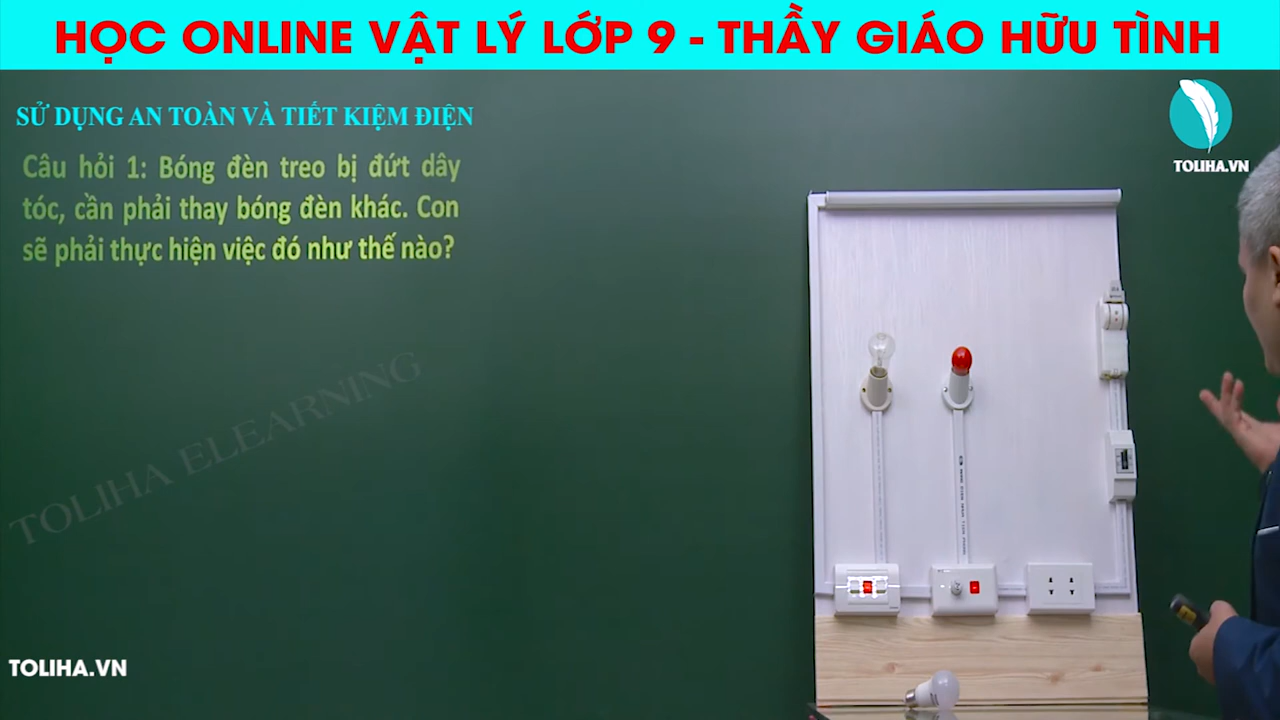 HỌC ONLINE VẬT LÝ LỚP 9 - THẦY GIÁO HỮU TÌNH
SỬ DỤNG AN TOÀN VÀ TIẾT KIỆM ĐIỆN
Câu hỏi 1: Bóng đèn treo bị đứt dây
tóc, cần phải thay bóng đèn khác. Con
sẽ phải thực hiện việc đó như thế nào?
TOLIHA.VN
TOLIHA ELEARNING
TOLIHA.VN